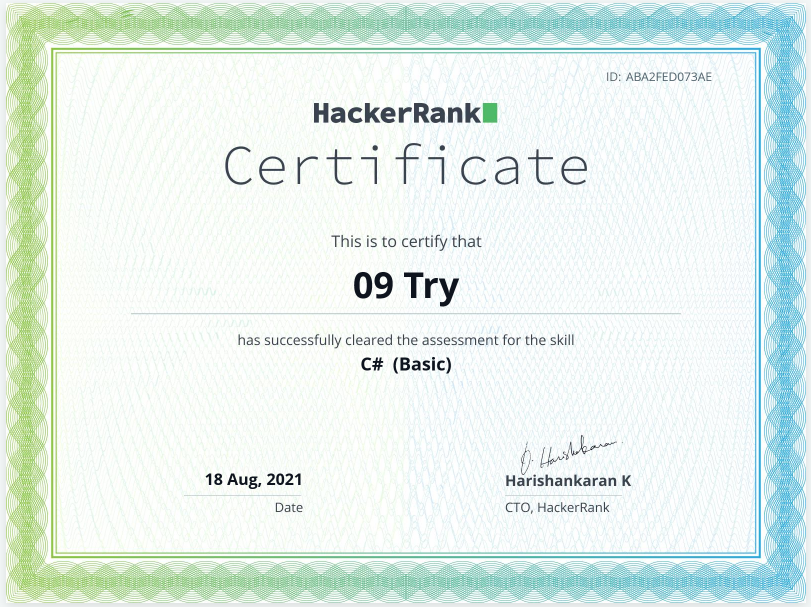 ID: ABA2FED073AE
HackerRank
Certificate
This is to certify that
09 Try
has successfully cleared the assessment for the skill
C# (Basic)
18 Aug, 2021
Date
D. Harishankaran
Harishankaran K
CTO, HackerRank